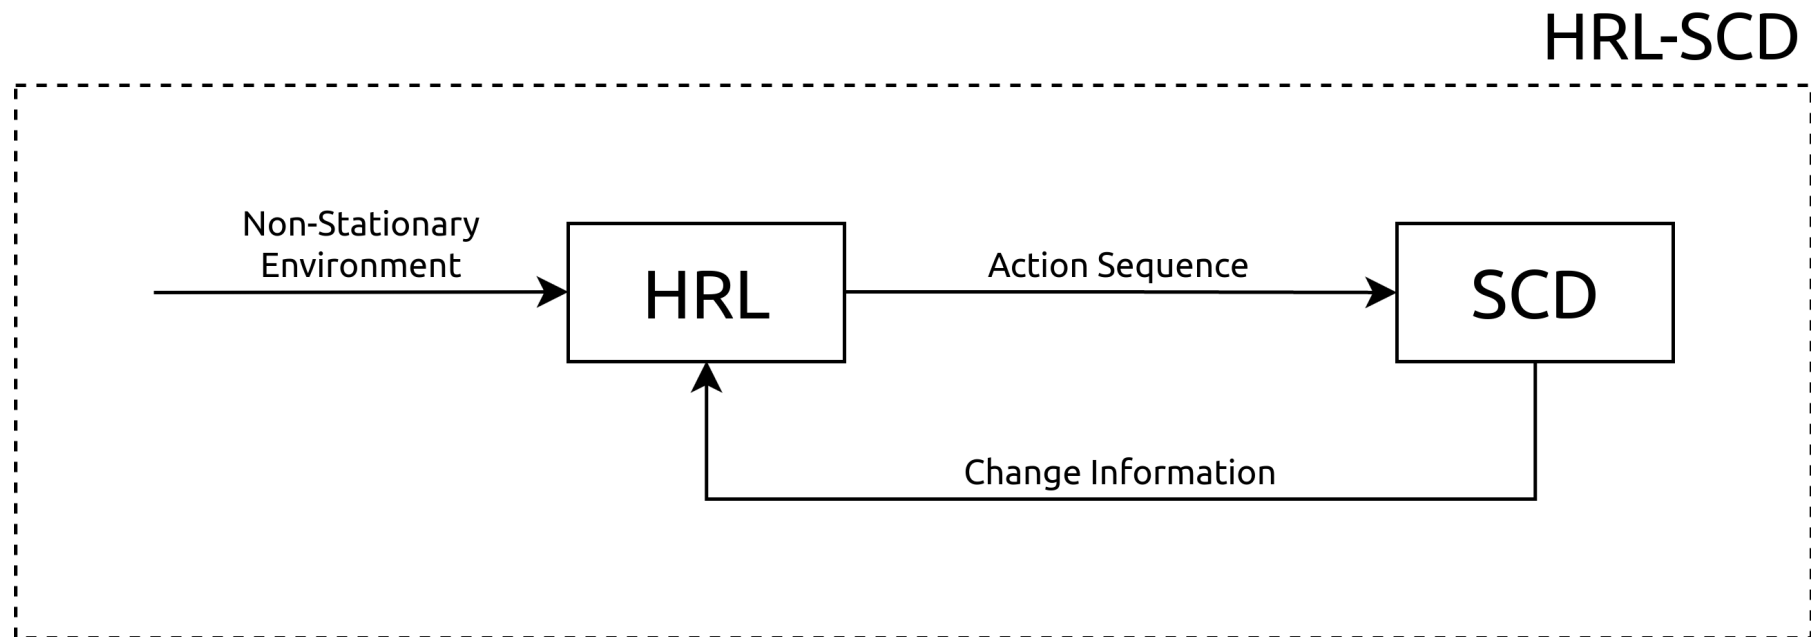 HRL-SCD
Non-Stationary
Environment
HRL
Action Sequence
SCD
Change Information